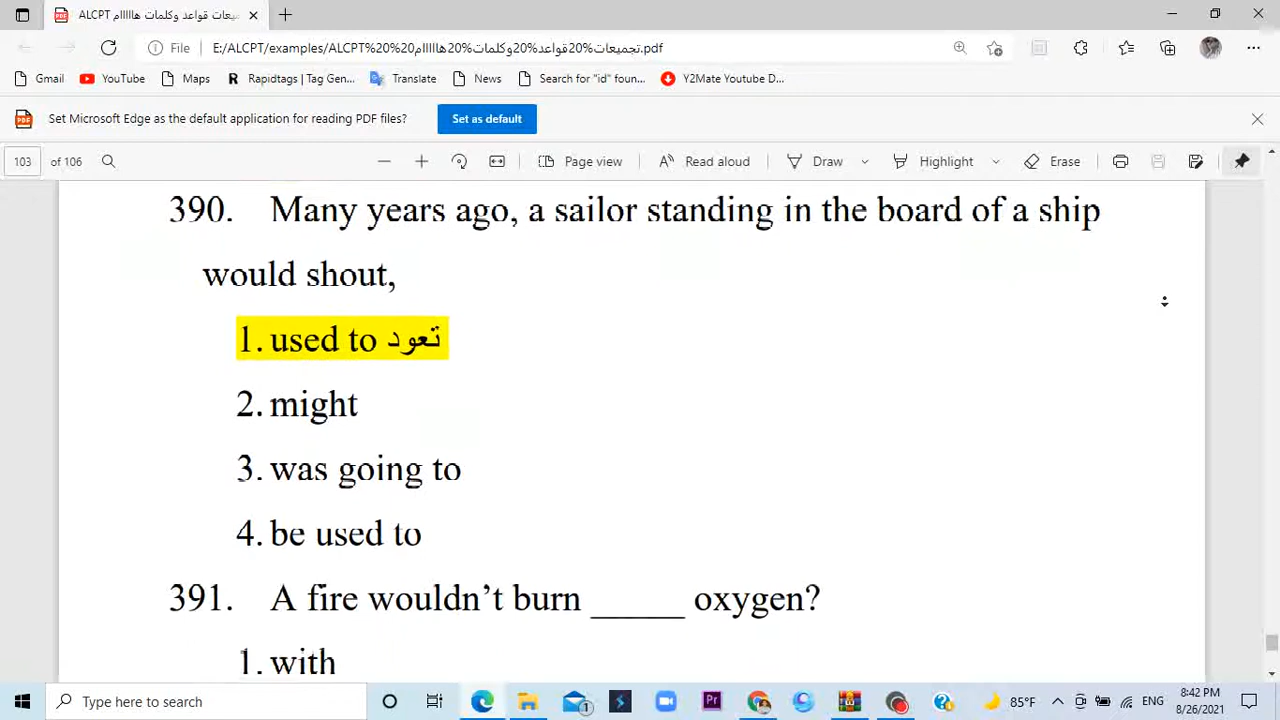 ALCPT تجميعات قواعد وكلمات هااااام
File E:/ALCPT/examples/ALCPT%20%20تجميعات%20قواعد%20وكلمات%20هااااام.pdf
Gmail YouTube Maps Rapidtags | Tag Gen... Translate News Search for "id" foun... Y2Mate Youtube D...
Set Microsoft Edge as the default application for reading PDF files? Set as default
103 of 106 Page view Read aloud Draw Highlight Erase
390. Many years ago, a sailor standing in the board of a ship
would shout,
1. used to تعود
2. might
3. was going to
4. be used to
391. A fire wouldn't burn _____ oxygen?
1. with
Type here to search 85°F ENG 8:42 PM
8/26/2021